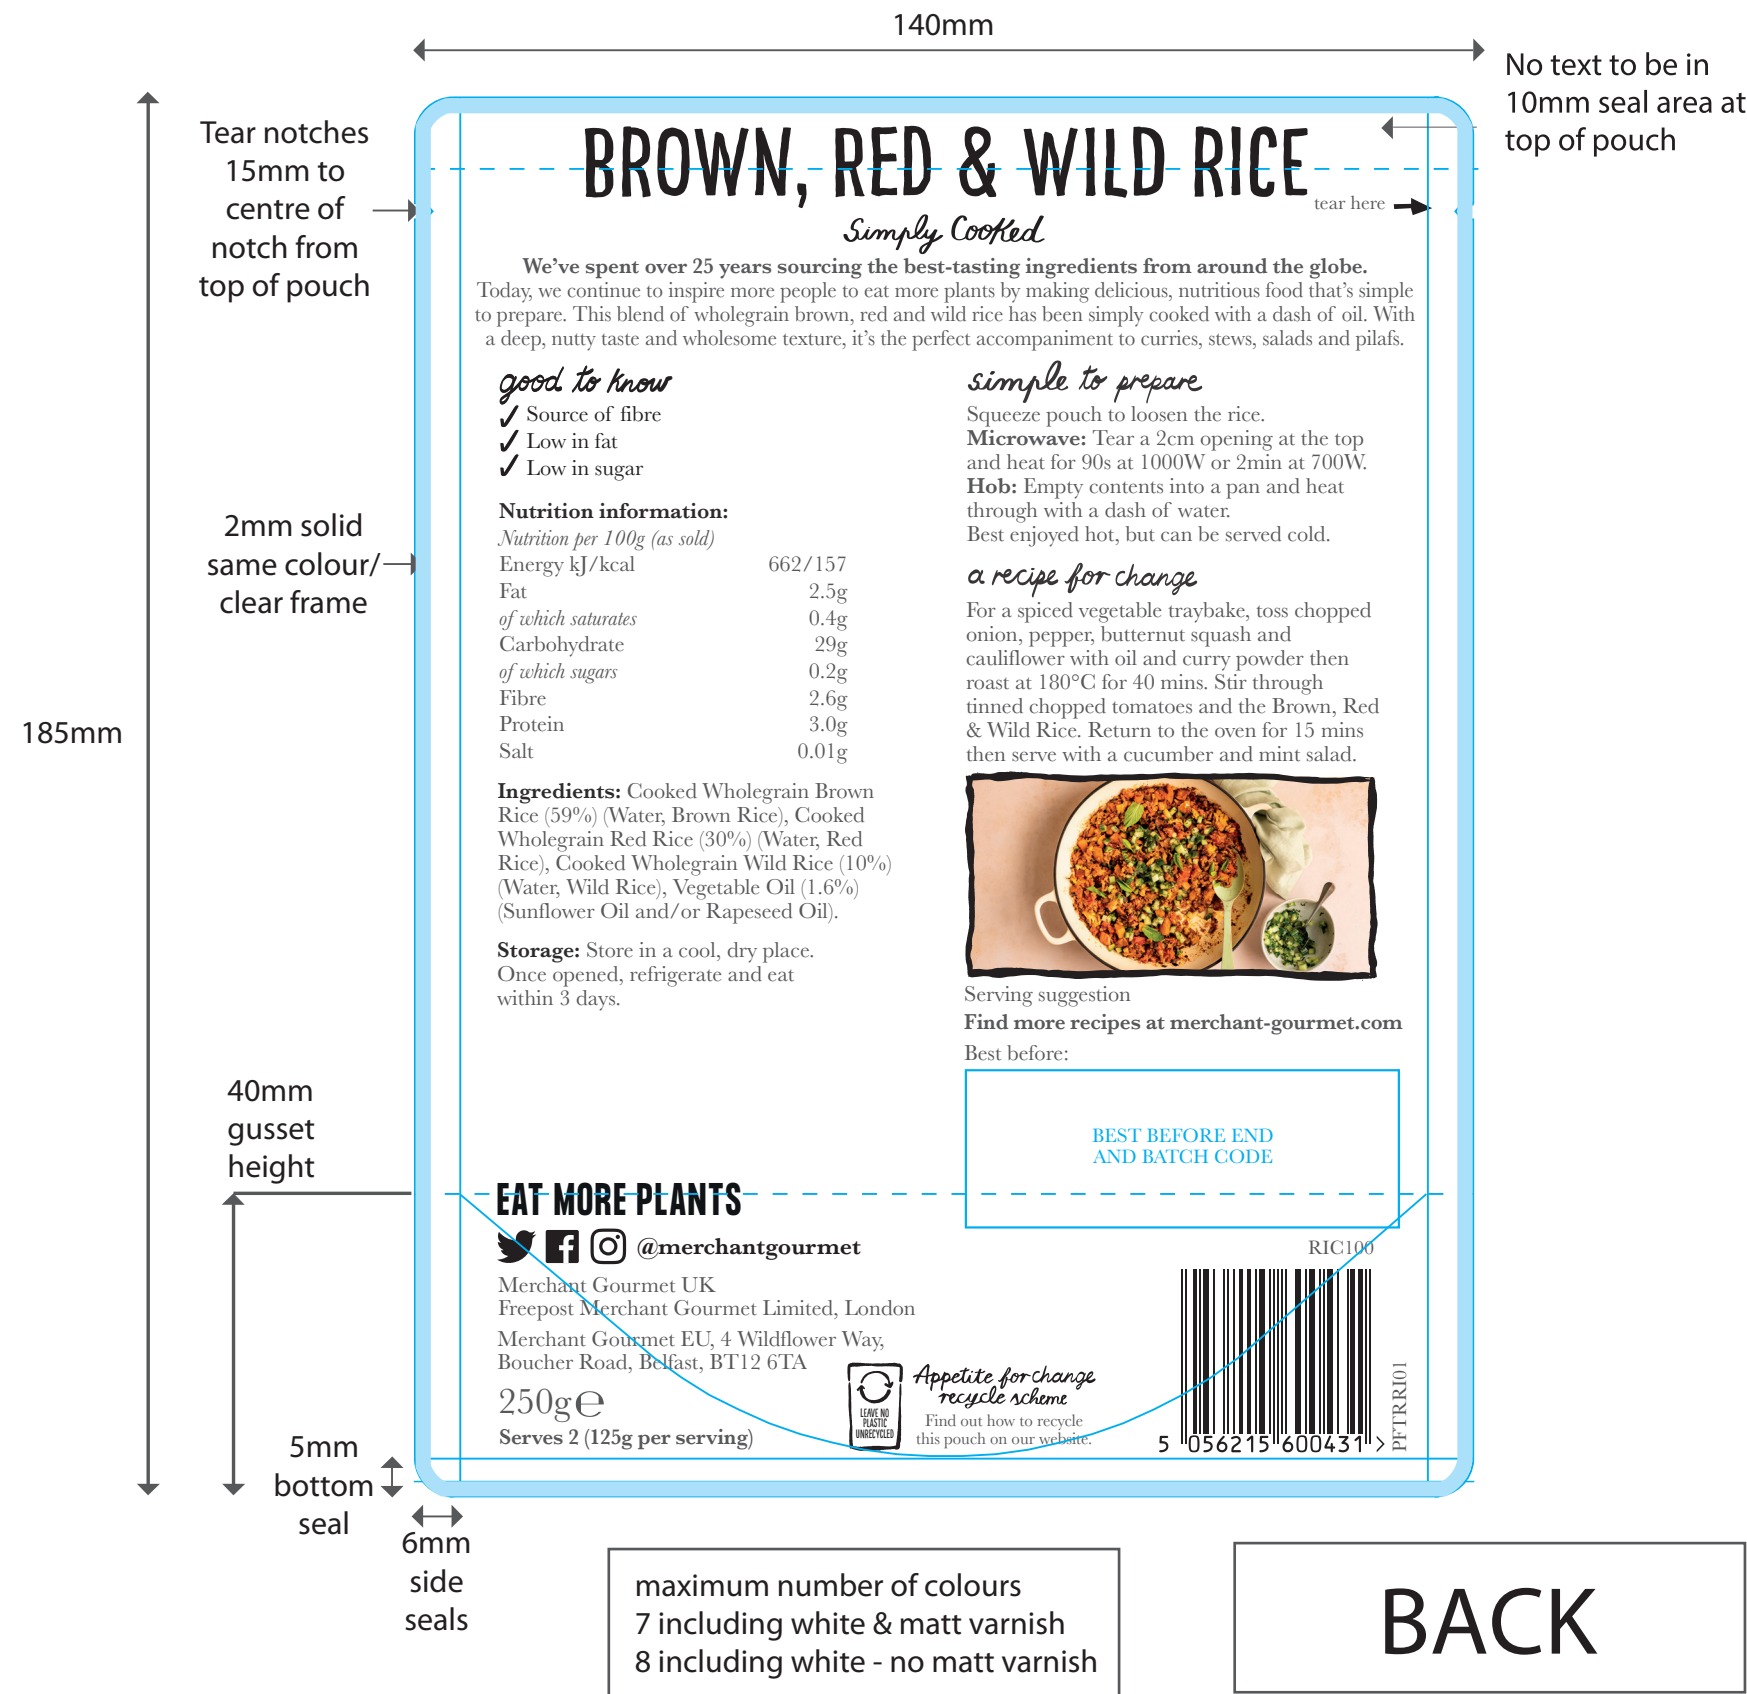 140mm
No text to be in
10mm seal area at
top of pouch
Tear notches
15mm to
centre of
notch from
top of pouch
BROWN, RED & WILD RICE
tear here
Simply Cooked
We've spent over 25 years sourcing the best-tasting ingredients from around the globe.
Today, we continue to inspire more people to eat more plants by making delicious, nutritious food that's simple
to prepare. This blend of wholegrain brown, red and wild rice has been simply cooked with a dash of oil. With
a deep, nutty taste and wholesome texture, it's the perfect accompaniment to curries, stews, salads and pilafs.
good to know
✓ Source of fibre
✓ Low in fat
✓ Low in sugar
Nutrition information:
Nutrition per 100g (as sold)
Energy kJ/kcal 662/157
Fat 2.5g
of which saturates 0.4g
Carbohydrate 29g
of which sugars 0.2g
Fibre 2.6g
Protein 3.0g
Salt 0.01g
Ingredients: Cooked Wholegrain Brown
Rice (59%) (Water, Brown Rice), Cooked
Wholegrain Red Rice (30%) (Water, Red
Rice), Cooked Wholegrain Wild Rice (10%)
(Water, Wild Rice), Vegetable Oil (1.6%)
(Sunflower Oil and/or Rapeseed Oil).
Storage: Store in a cool, dry place.
Once opened, refrigerate and eat
within 3 days.
simple to prepare
Squeeze pouch to loosen the rice.
Microwave: Tear a 2cm opening at the top
and heat for 90s at 1000W or 2min at 700W.
Hob: Empty contents into a pan and heat
through with a dash of water.
Best enjoyed hot, but can be served cold.
a recipe for change
For a spiced vegetable traybake, toss chopped
onion, pepper, butternut squash and
cauliflower with oil and curry powder then
roast at 180°C for 40 mins. Stir through
tinned chopped tomatoes and the Brown, Red
& Wild Rice. Return to the oven for 15 mins
then serve with a cucumber and mint salad.
Serving suggestion
Find more recipes at merchant-gourmet.com
Best before:
BEST BEFORE END
AND BATCH CODE
2mm solid
same colour/
clear frame
185mm
40mm
gusset
height
EAT MORE PLANTS
@merchantgourmet
Merchant Gourmet UK
Freepost Merchant Gourmet Limited, London
Merchant Gourmet EU, 4 Wildflower Way,
Boucher Road, Belfast, BT12 6TA
250g℮
Serves 2 (125g per serving)
LEAVE NO
PLASTIC
UNRECYCLED
Appetite for change
recycle scheme
Find out how to recycle
this pouch on our website.
RIC100
5 056215 600431 >
PFTRRI01
5mm
bottom
seal
6mm
side
seals
maximum number of colours
7 including white & matt varnish
8 including white - no matt varnish
BACK